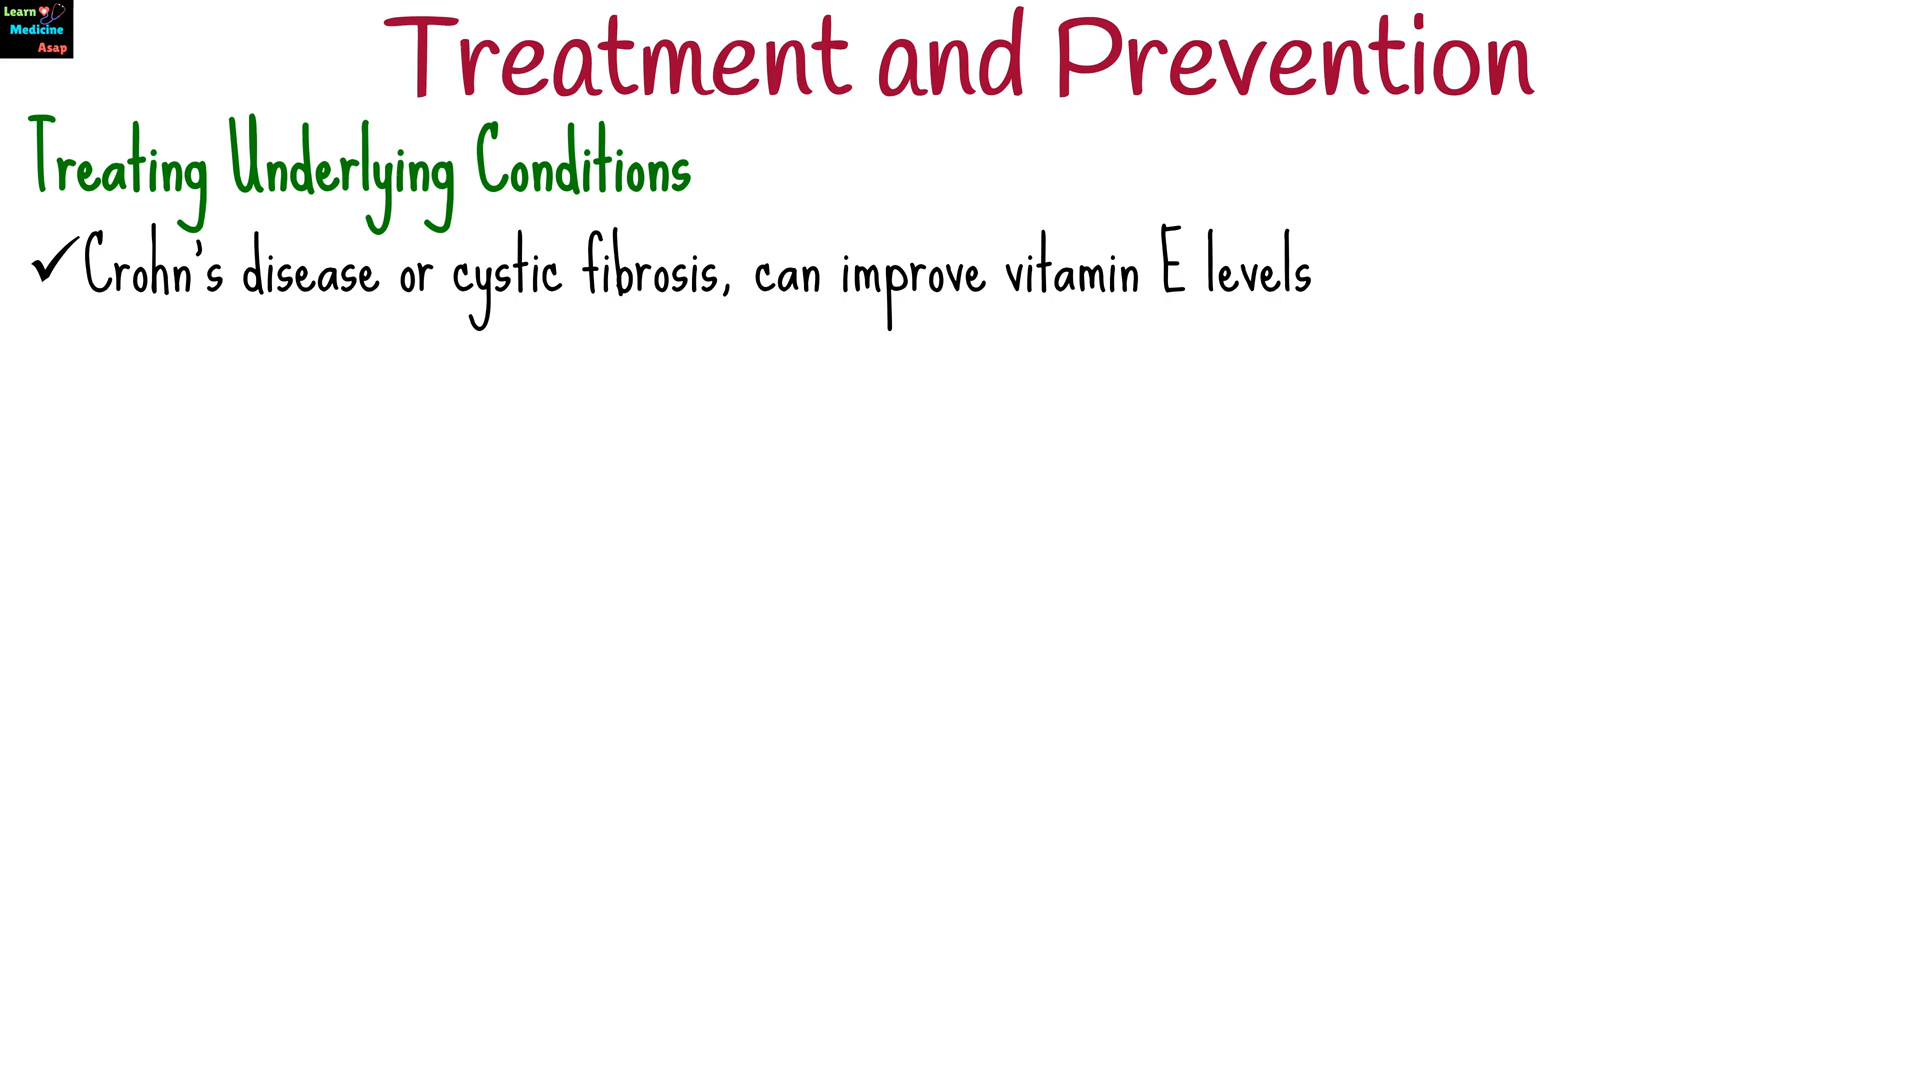 Learn
Medicine
Asap
Treatment and Prevention
Treating Underlying Conditions
✓Crohn's disease or cystic fibrosis, can improve vitamin E levels